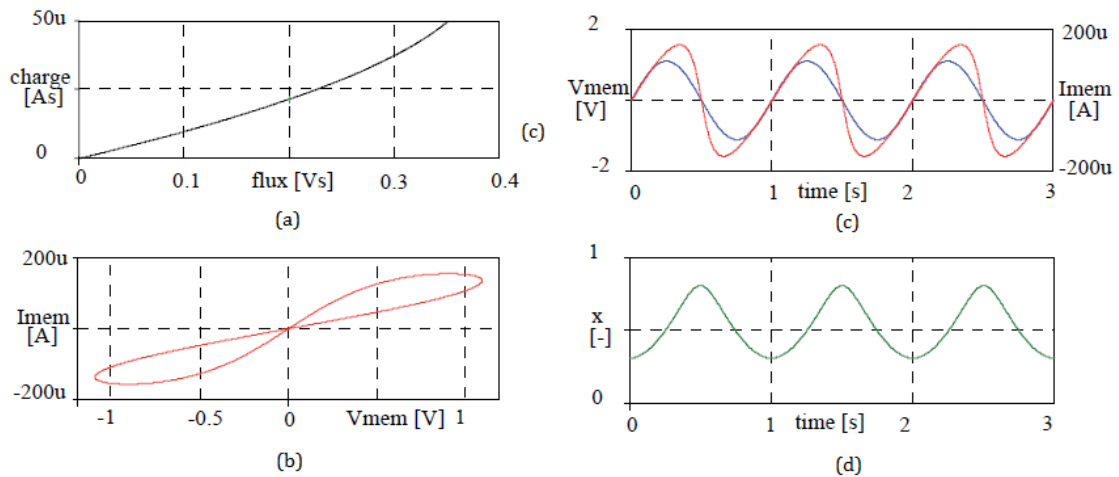 50u
charge
[As]
0
0
0.1
flux [Vs]
0.3
0.4
(a)
(c)
2
Vmem
[V]
-2
200u
Imem
[A]
-200u
0
1
time [s]
2
3
(c)
200u
Imem
[A]
-200u
-1
-0.5
0
Vmem [V]
1
(b)
1
x
[-]
0
0
1
time [s]
2
3
(d)